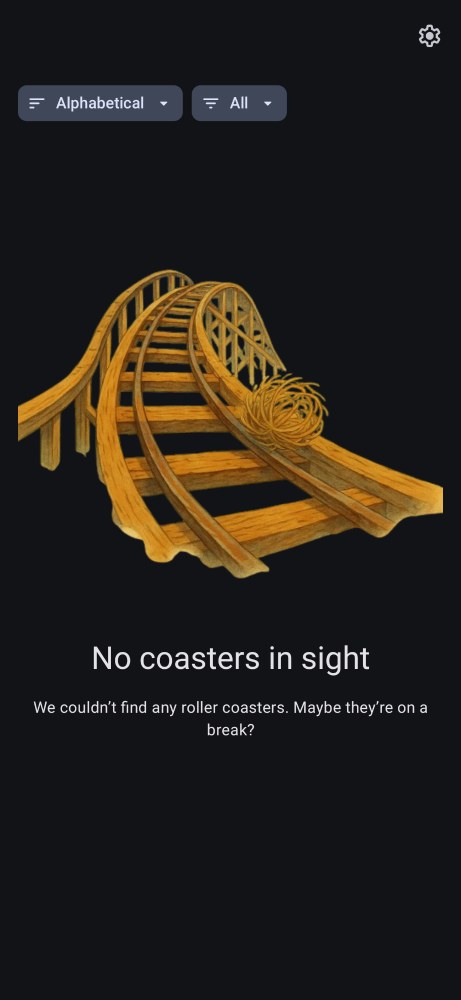 Alphabetical
All
No coasters in sight
We couldn’t find any roller coasters. Maybe they’re on a
break?